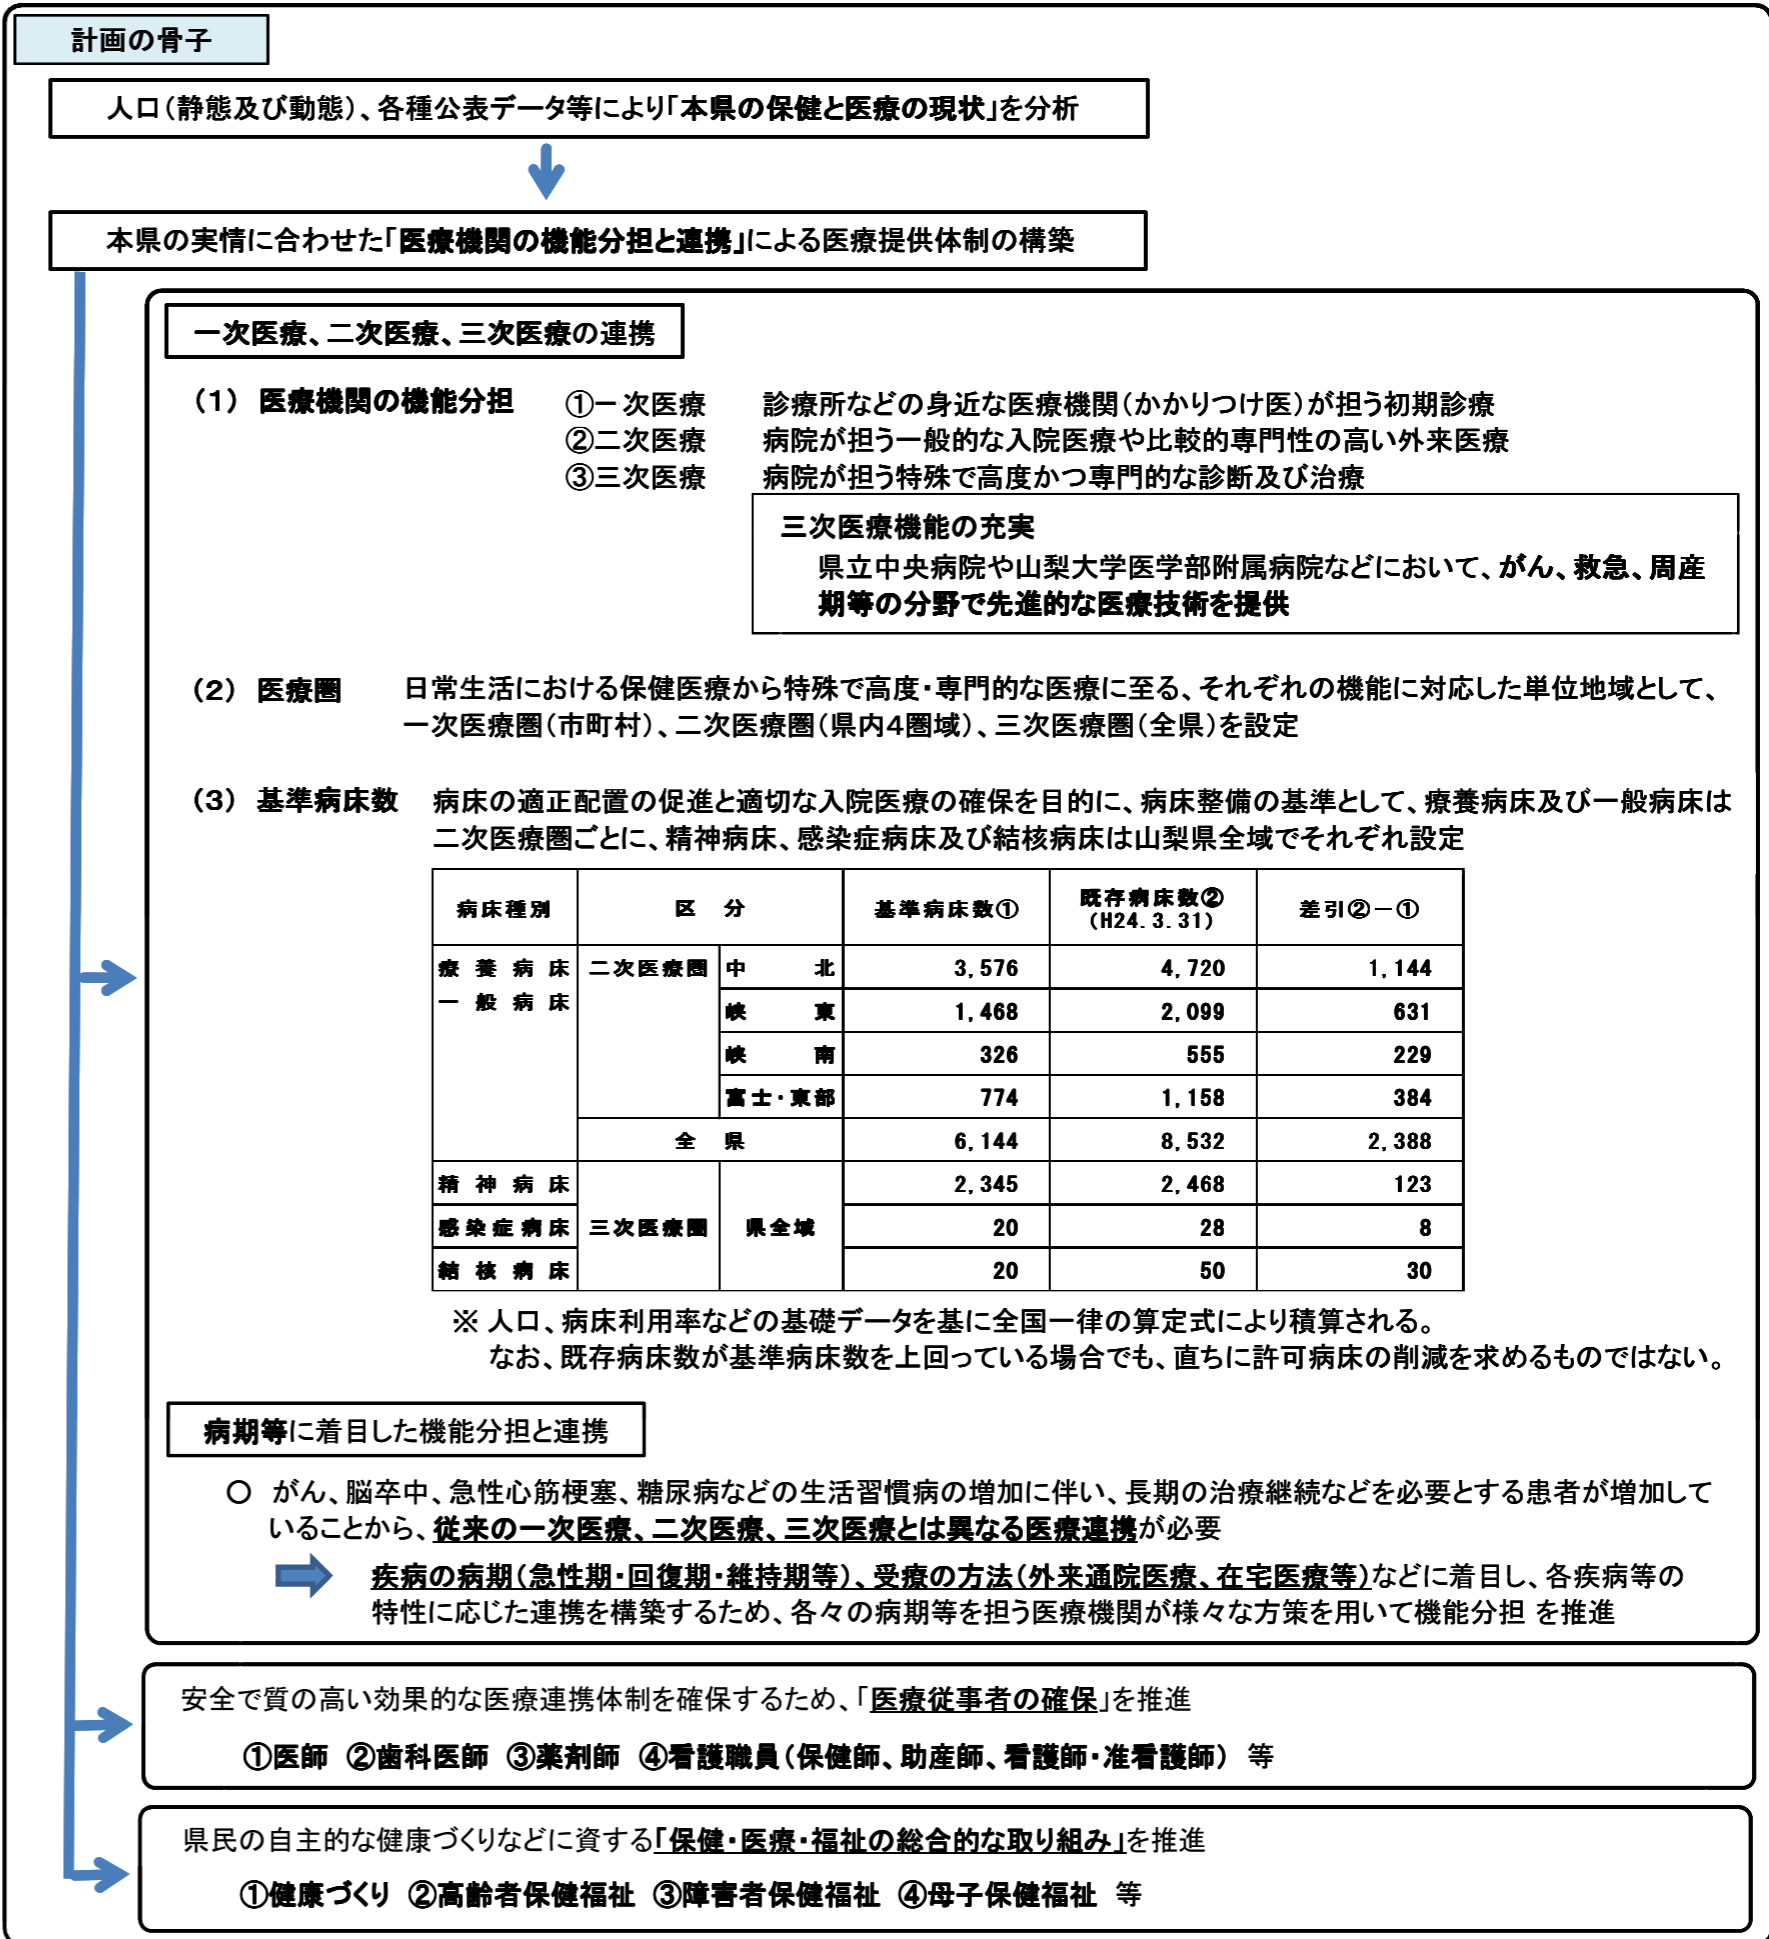 計画の骨子
人口（静態及び動態）、各種公表データ等により「本県の保健と医療の現状」を分析
本県の実情に合わせた「医療機関の機能分担と連携」による医療提供体制の構築
一次医療、二次医療、三次医療の連携
（１） 医療機関の機能分担 ①一次医療 診療所などの身近な医療機関（かかりつけ医）が担う初期診療
②二次医療 病院が担う一般的な入院医療や比較的専門性の高い外来医療
③三次医療 病院が担う特殊で高度かつ専門的な診断及び治療
三次医療機能の充実
県立中央病院や山梨大学医学部附属病院などにおいて、がん、救急、周産
期等の分野で先進的な医療技術を提供
（２） 医療圏 日常生活における保健医療から特殊で高度・専門的な医療に至る、それぞれの機能に対応した単位地域として、
一次医療圏（市町村）、二次医療圏（県内４圏域）、三次医療圏（全県）を設定
（３） 基準病床数 病床の適正配置の促進と適切な入院医療の確保を目的に、病床整備の基準として、療養病床及び一般病床は
二次医療圏ごとに、精神病床、感染症病床及び結核病床は山梨県全域でそれぞれ設定
病床種別 区 分 基準病床数① 既存病床数② (H24.3.31) 差引②－①
療養病床 二次医療圏 中 北 3,576 4,720 1,144
一般病床 峡 東 1,468 2,099 631
峡 南 326 555 229
富士・東部 774 1,158 384
全 県 6,144 8,532 2,388
精神病床 2,345 2,468 123
感染症病床 三次医療圏 県全域 20 28 8
結核病床 20 50 30
※ 人口、病床利用率などの基礎データを基に全国一律の算定式により積算される。
なお、既存病床数が基準病床数を上回っている場合でも、直ちに許可病床の削減を求めるものではない。
病期等に着目した機能分担と連携
○ がん、脳卒中、急性心筋梗塞、糖尿病などの生活習慣病の増加に伴い、長期の治療継続などを必要とする患者が増加して
いることから、従来の一次医療、二次医療、三次医療とは異なる医療連携が必要
疾病の病期（急性期・回復期・維持期等）、受療の方法（外来通院医療、在宅医療等）などに着目し、各疾病等の
特性に応じた連携を構築するため、各々の病期等を担う医療機関が様々な方策を用いて機能分担 を推進
安全で質の高い効果的な医療連携体制を確保するため、「医療従事者の確保」を推進
①医師 ②歯科医師 ③薬剤師 ④看護職員（保健師、助産師、看護師・准看護師） 等
県民の自主的な健康づくりなどに資する「保健・医療・福祉の総合的な取り組み」を推進
①健康づくり ②高齢者保健福祉 ③障害者保健福祉 ④母子保健福祉 等